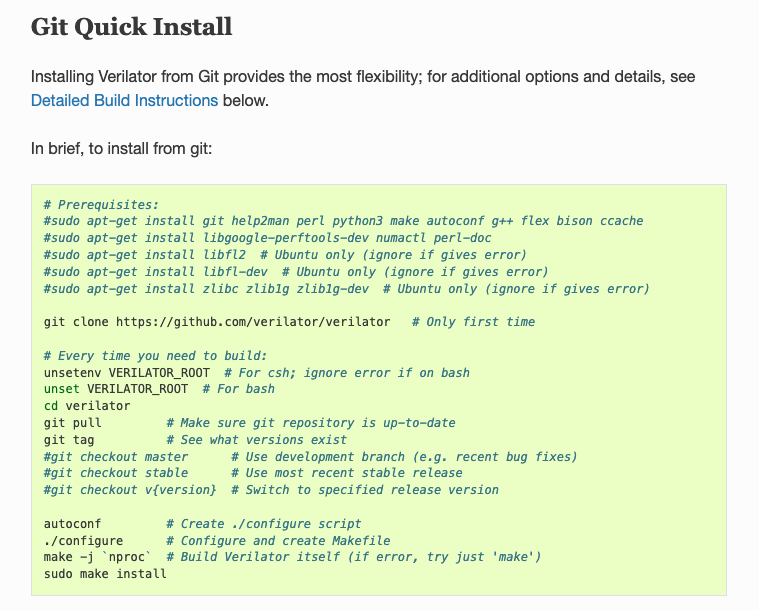 Git Quick Install
Installing Verilator from Git provides the most flexibility; for additional options and details, see
Detailed Build Instructions below.
In brief, to install from git:
# Prerequisites:
#sudo apt-get install git help2man perl python3 make autoconf g++ flex bison ccache
#sudo apt-get install libgoogle-perftools-dev numactl perl-doc
#sudo apt-get install libfl2  # Ubuntu only (ignore if gives error)
#sudo apt-get install libfl-dev  # Ubuntu only (ignore if gives error)
#sudo apt-get install zlibc zlib1g zlib1g-dev  # Ubuntu only (ignore if gives error)
git clone https://github.com/verilator/verilator   # Only first time
# Every time you need to build:
unsetenv VERILATOR_ROOT  # For csh; ignore error if on bash
unset VERILATOR_ROOT  # For bash
cd verilator
git pull         # Make sure git repository is up-to-date
git tag          # See what versions exist
#git checkout master      # Use development branch (e.g. recent bug fixes)
#git checkout stable      # Use most recent stable release
#git checkout v{version}  # Switch to specified release version
autoconf         # Create ./configure script
./configure      # Configure and create Makefile
make -j `nproc`  # Build Verilator itself (if error, try just 'make')
sudo make install